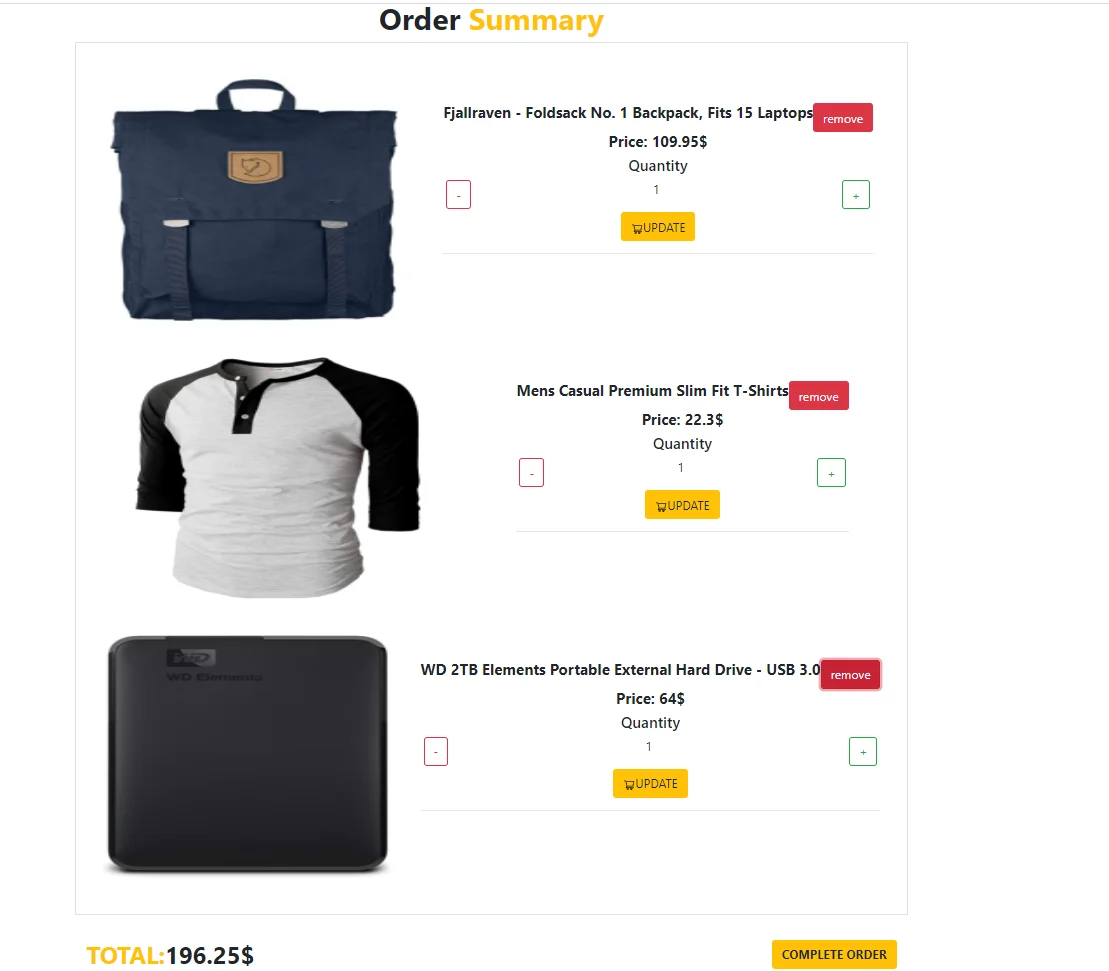 Order Summary
Fjallraven - Foldsack No. 1 Backpack, Fits 15 Laptops remove
Price: 109.95$
Quantity
- 1 +
UPDATE
Mens Casual Premium Slim Fit T-Shirts remove
Price: 22.3$
Quantity
- 1 +
UPDATE
WD
WD Elements
WD 2TB Elements Portable External Hard Drive - USB 3.0 remove
Price: 64$
Quantity
- 1 +
UPDATE
TOTAL:196.25$ COMPLETE ORDER